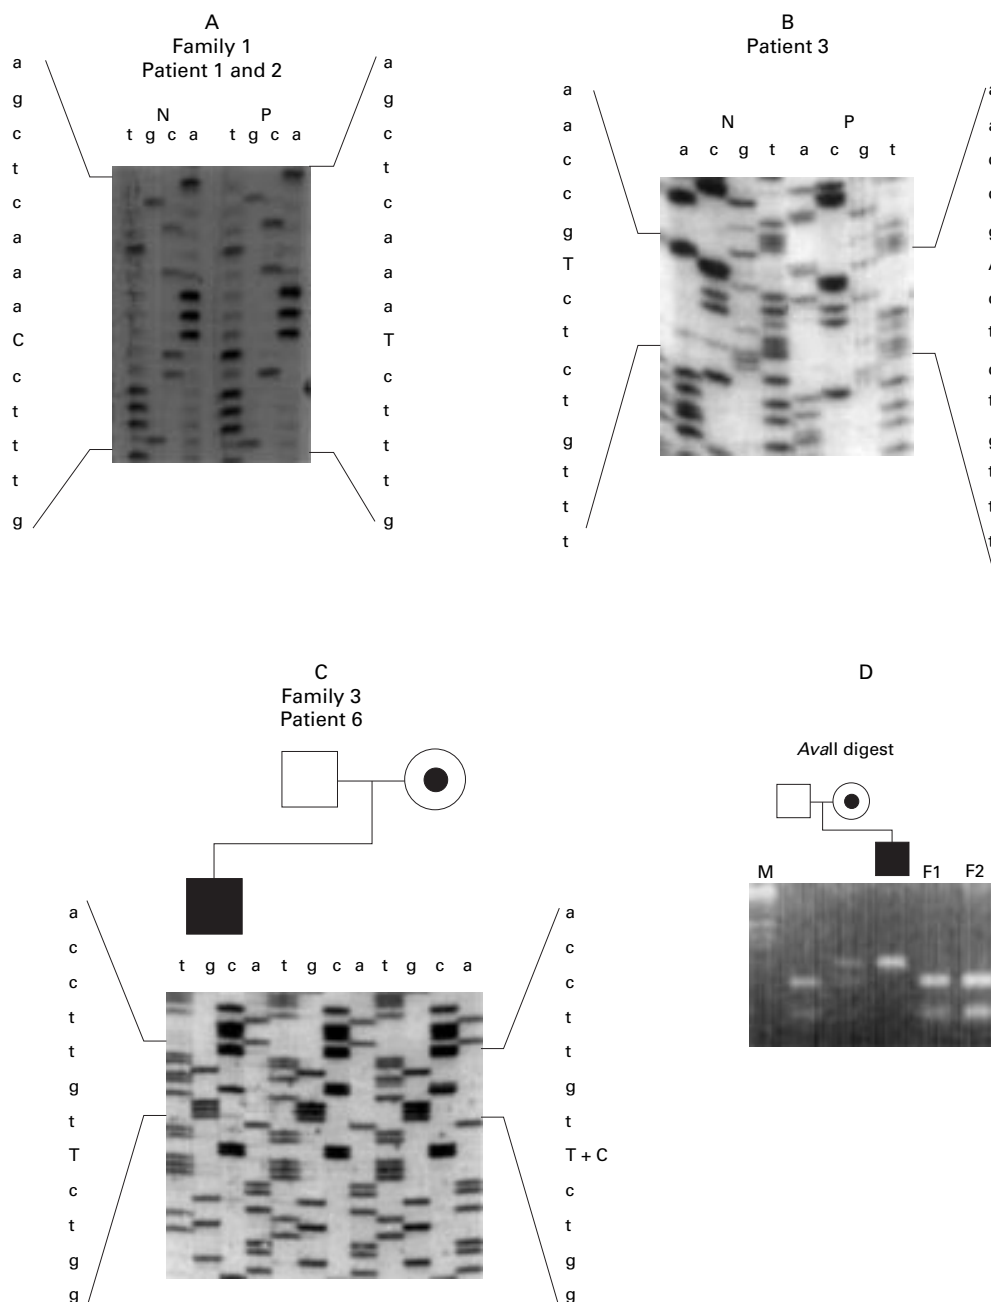 A
Family 1
Patient 1 and 2
N P
t g c a t g c a
a
g
c
t
c
a
a
a
C
c
t
t
t
g
a
g
c
t
c
a
a
a
T
c
t
t
t
g
B
Patient 3
N P
a c g t a c g t
a
a
c
c
g
T
c
t
c
t
g
t
t
t
a
a
g
t
t
g
t
t
t
C
Family 3
Patient 6
t g c a t g c a t g c a
a
c
c
t
t
g
t
T
c
t
g
g
a
c
c
t
t
g
t
T + C
c
t
g
g
D
AvaII digest
M F1 F2